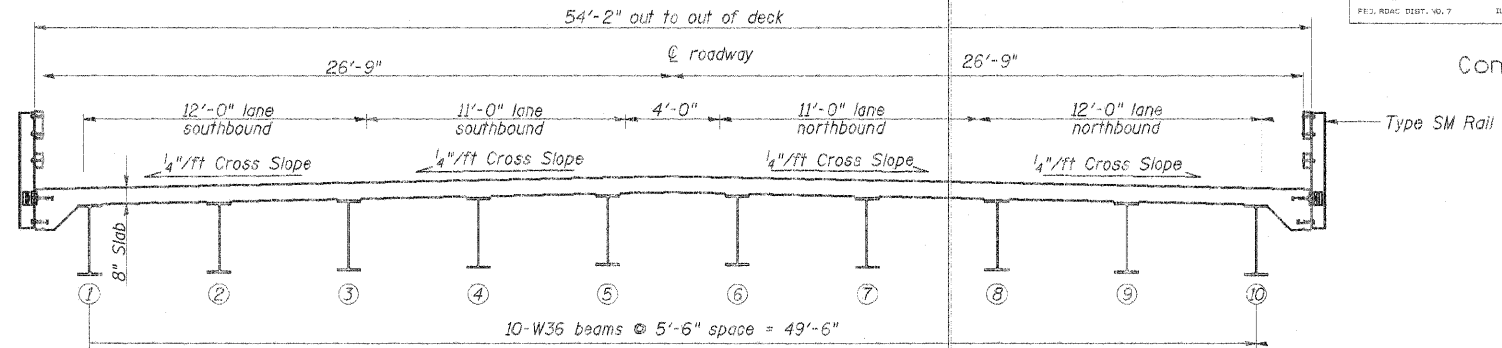 54'-2" out to out of deck
FED. ROAD DIST. NO. 7
℄ roadway
26'-9"
26'-9"
Con
12'-0" lane
southbound
11'-0" lane
southbound
4'-0"
11'-0" lane
northbound
12'-0" lane
northbound
Type SM Rail
1/4"/ft Cross Slope
1/4"/ft Cross Slope
1/4"/ft Cross Slope
1/4"/ft Cross Slope
8" Slab
1
2
3
4
5
6
7
8
9
10
10-W36 beams @ 5'-6" space = 49'-6"